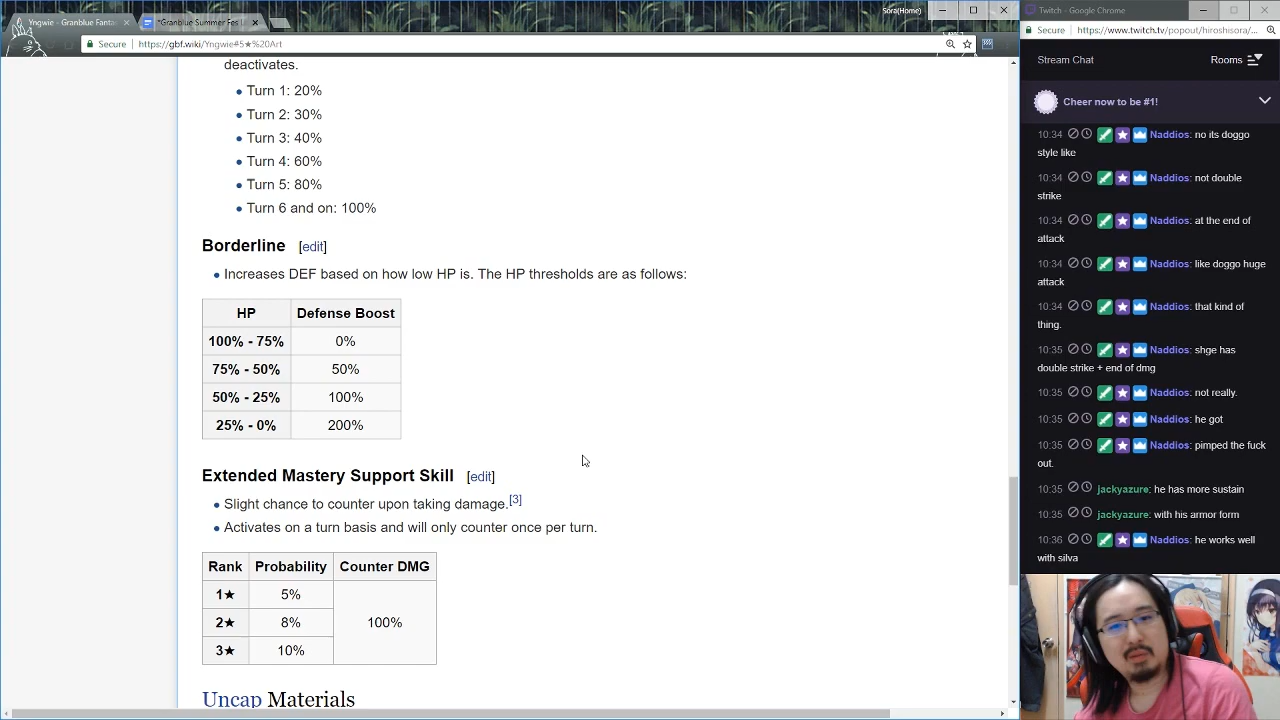 Yngwie - Granblue Fanta
*Granblue Summer Fes
Sora(Home)
Secure
https://gbf.wiki/Yngwie#5★%20Art
deactivates.
Turn 1: 20%
Turn 2: 30%
Turn 3: 40%
Turn 4: 60%
Turn 5: 80%
Turn 6 and on: 100%
Borderline [edit]
Increases DEF based on how low HP is. The HP thresholds are as follows:
HP Defense Boost
100% - 75% 0%
75% - 50% 50%
50% - 25% 100%
25% - 0% 200%
Extended Mastery Support Skill [edit]
Slight chance to counter upon taking damage.[3]
Activates on a turn basis and will only counter once per turn.
Rank Probability Counter DMG
1★ 5% 100%
2★ 8%
3★ 10%
Uncap Materials
Twitch - Google Chrome
Secure https://www.twitch.tv/popout/hiroshisora/...
Stream Chat Rooms
Cheer now to be #1!
10:34 Naddios: no its doggo
style like
10:34 Naddios: not double
strike
10:34 Naddios: at the end of
attack
10:34 Naddios: like doggo huge
attack
10:34 Naddios: that kind of
thing.
10:35 Naddios: shge has
double strike + end of dmg
10:35 Naddios: not really.
10:35 Naddios: he got
10:35 Naddios: pimped the fuck
out.
10:35 jackyazure: he has more sustain
10:35 jackyazure: with his armor form
10:36 Naddios: he works well
with silva